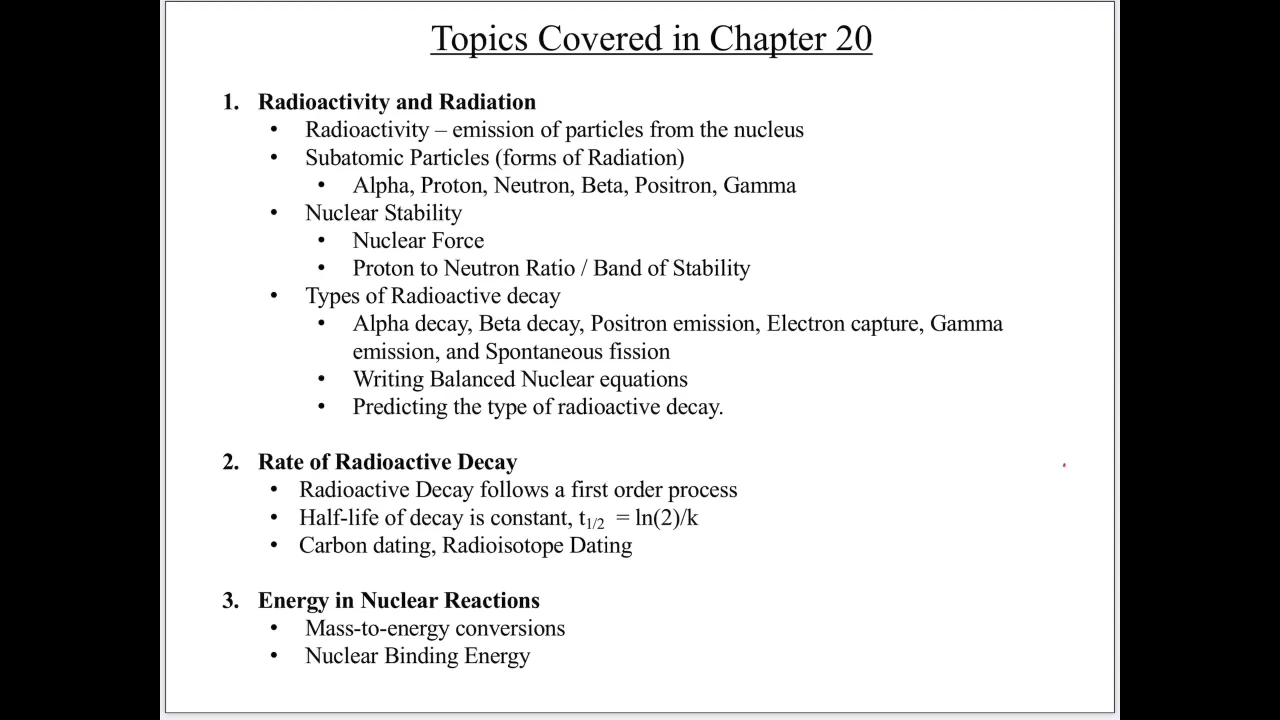 Topics Covered in Chapter 20
1. Radioactivity and Radiation
• Radioactivity – emission of particles from the nucleus
• Subatomic Particles (forms of Radiation)
• Alpha, Proton, Neutron, Beta, Positron, Gamma
• Nuclear Stability
• Nuclear Force
• Proton to Neutron Ratio / Band of Stability
• Types of Radioactive decay
• Alpha decay, Beta decay, Positron emission, Electron capture, Gamma
emission, and Spontaneous fission
• Writing Balanced Nuclear equations
• Predicting the type of radioactive decay.
2. Rate of Radioactive Decay
• Radioactive Decay follows a first order process
• Half-life of decay is constant, t1/2 = ln(2)/k
• Carbon dating, Radioisotope Dating
3. Energy in Nuclear Reactions
• Mass-to-energy conversions
• Nuclear Binding Energy